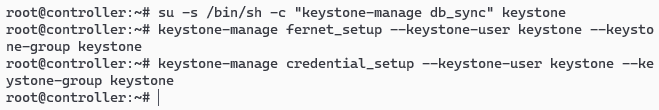 root@controller:~# su -s /bin/sh -c "keystone-manage db_sync" keystone
root@controller:~# keystone-manage fernet_setup --keystone-user keystone --keysto
ne-group keystone
root@controller:~# keystone-manage credential_setup --keystone-user keystone --ke
ystone-group keystone
root@controller:~#